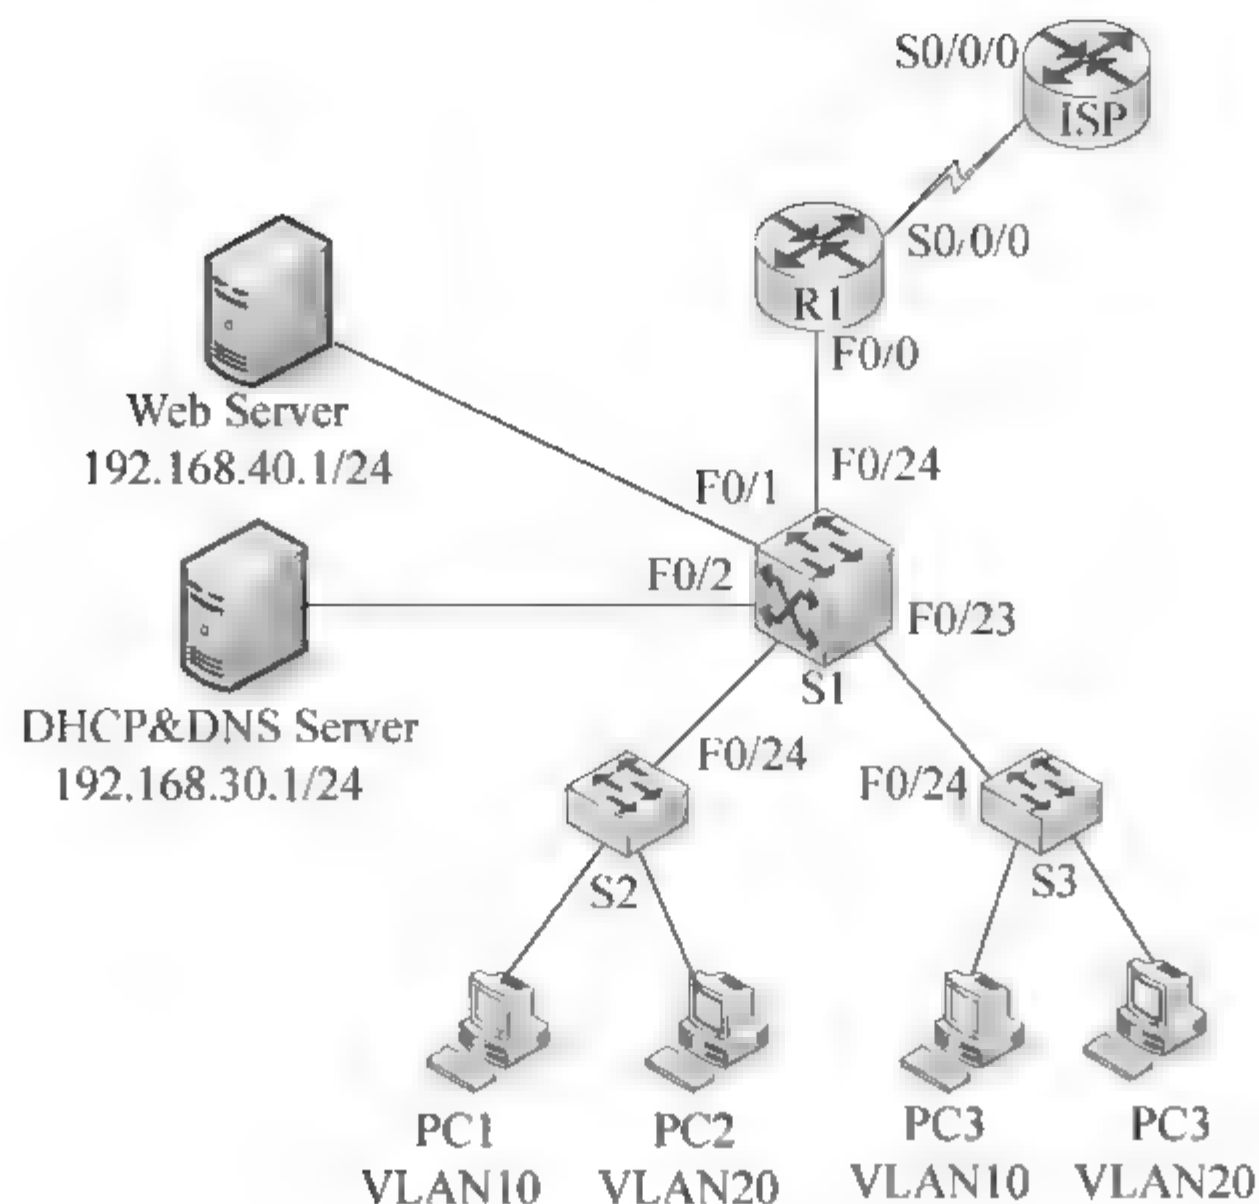 S0/0/0
ISP
S0/0/0
R1
F0/0
Web Server
192.168.40.1/24
F0/24
F0/1
F0/2
F0/23
S1
DHCP&DNS Server
192.168.30.1/24
F0/24
F0/24
S2
S3
PC1
VLAN10
PC2
VLAN20
PC3
VLAN10
PC3
VLAN20